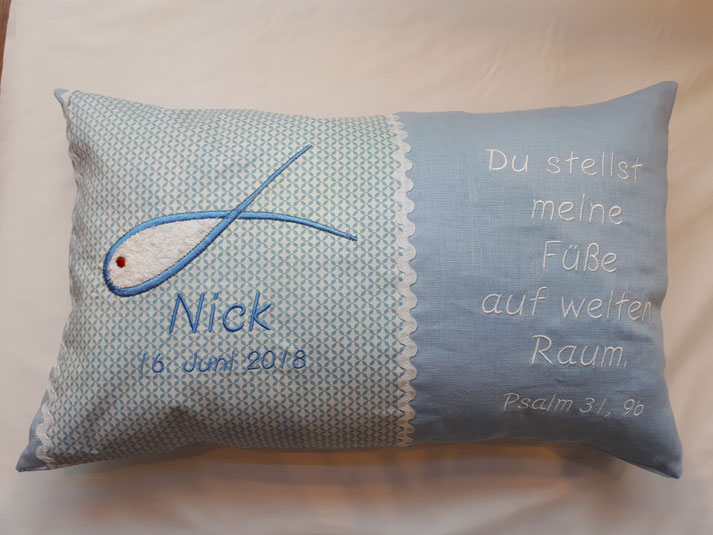 Nick
16. Juni 2018
Du stellst
meine
Füße
auf weiten
Raum.
Psalm 31, 9b